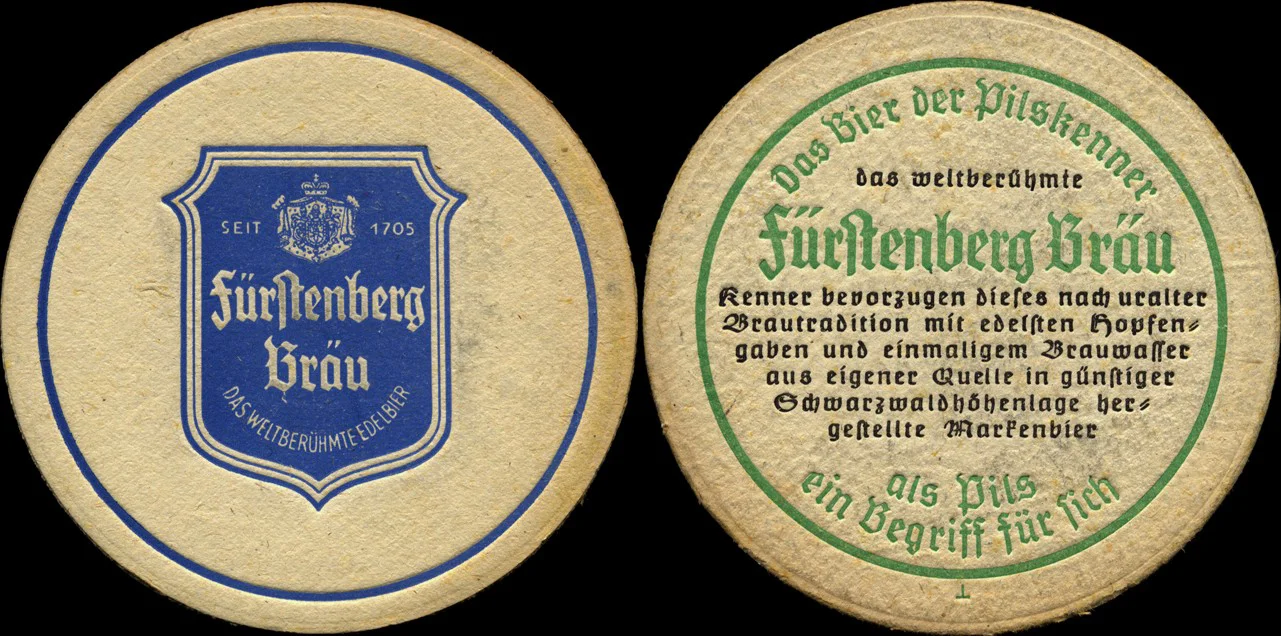 SEIT 1705
Fürstenberg
Bräu
DAS WELTBERÜHMTE EDELBIER
Das Bier der Pilskenner
das weltberühmte
Fürſtenberg Bräu
Kenner bevorzugen dieſes nach uralter
Brautradition mit edelſten Hopfen-
gaben und einmaligem Brauwaſſer
aus eigener Quelle in günſtiger
Schwarzwaldhöhenlage her-
geſtellte Markenbier
als Pils
ein Begriff für ſich
T